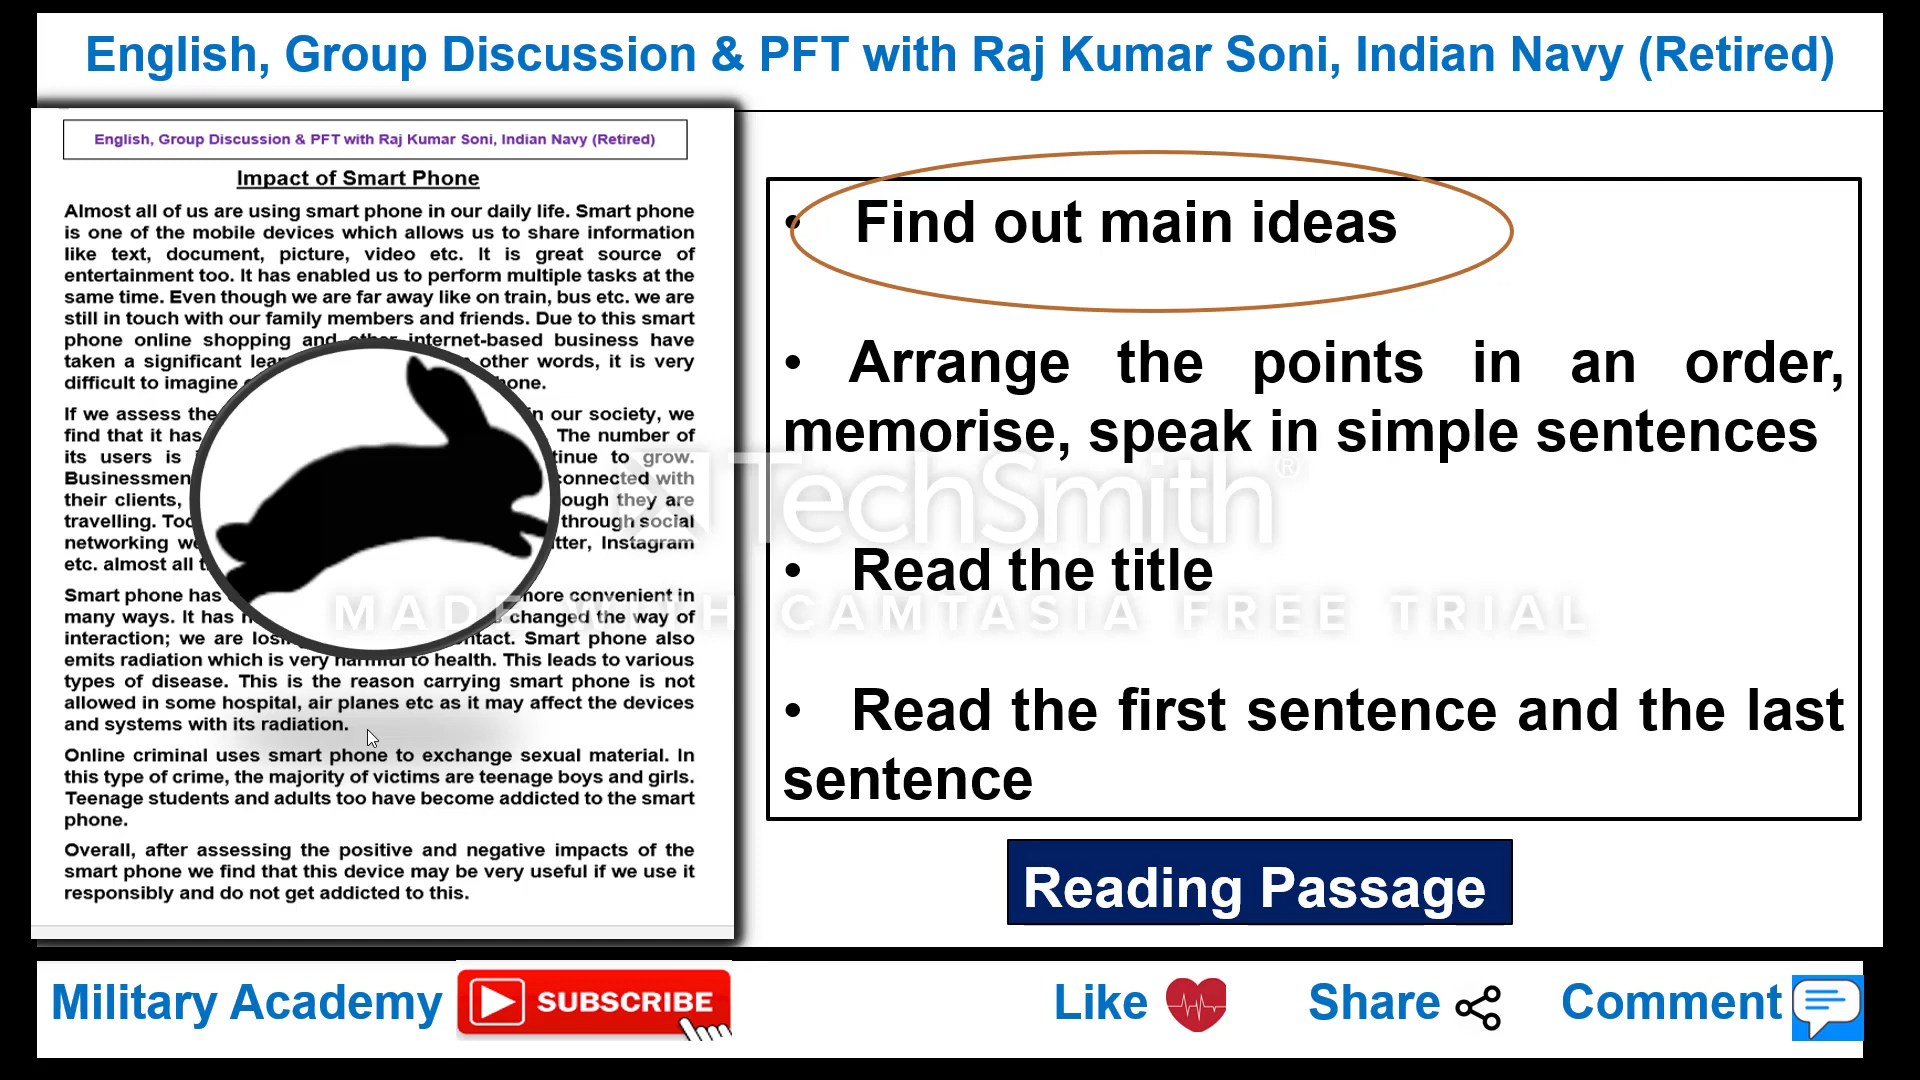 English, Group Discussion & PFT with Raj Kumar Soni, Indian Navy (Retired)
English, Group Discussion & PFT with Raj Kumar Soni, Indian Navy (Retired)
Impact of Smart Phone
Almost all of us are using smart phone in our daily life. Smart phone
is one of the mobile devices which allows us to share information
like text, document, picture, video etc. It is great source of
entertainment too. It has enabled us to perform multiple tasks at the
same time. Even though we are far away like on train, bus etc. we are
still in touch with our family members and friends. Due to this smart
phone online shopping and other internet-based business have
taken a significant other words, it is very
difficult to imagine
If we assess the in our society, we
find that it has The number of
its users is to grow.
Businessmen connected with
their clients, they are
travelling. through social
networking Instagram
etc. almost all
Smart phone has more convenient in
many ways. It has changed the way of
interaction; we are Smart phone also
emits radiation which is very harmful to health. This leads to various
types of disease. This is the reason carrying smart phone is not
allowed in some hospital, air planes etc as it may affect the devices
and systems with its radiation.
Online criminal uses smart phone to exchange sexual material. In
this type of crime, the majority of victims are teenage boys and girls.
Teenage students and adults too have become addicted to the smart
phone.
Overall, after assessing the positive and negative impacts of the
smart phone we find that this device may be very useful if we use it
responsibly and do not get addicted to this.
• Find out main ideas
• Arrange the points in an order,
memorise, speak in simple sentences
• Read the title
• Read the first sentence and the last
sentence
Reading Passage
TechSmith®
MADE WITH CAMTASIA FREE TRIAL
Military Academy SUBSCRIBE Like Share Comment